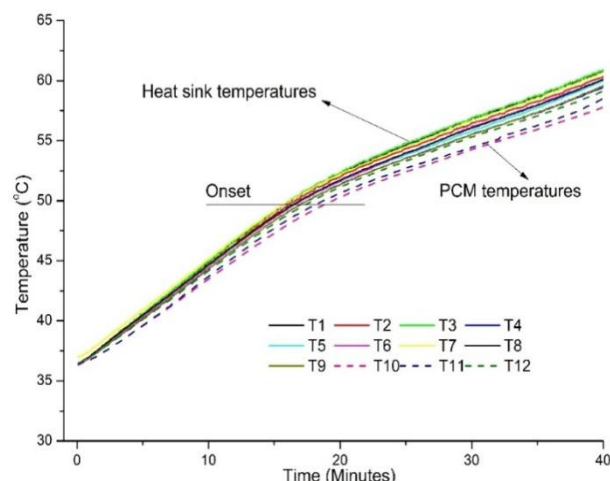 65
60
55
50
45
40
35
30
Temperature (°C)
Heat sink temperatures
Onset
PCM temperatures
T1 T2 T3 T4
T5 T6 T7 T8
T9 T10 T11 T12
0 10 20 30 40
Time (Minutes)